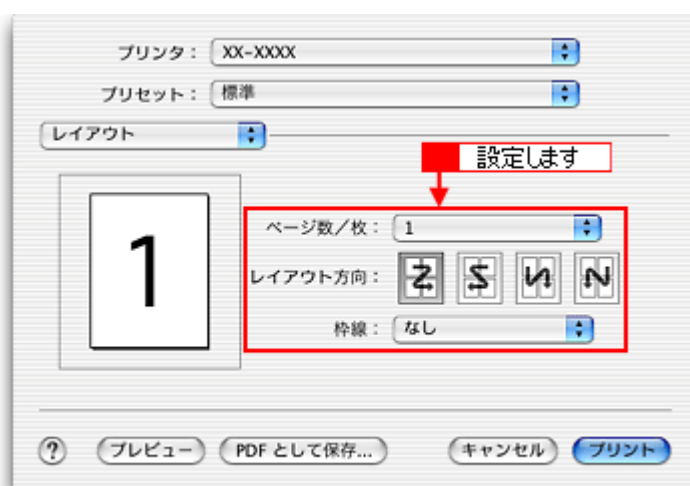 プリンタ： XX-XXXX
プリセット： 標準
レイアウト
設定します
1
ページ数／枚： 1
レイアウト方向：
枠線： なし
? プレビュー PDF として保存... キャンセル プリント